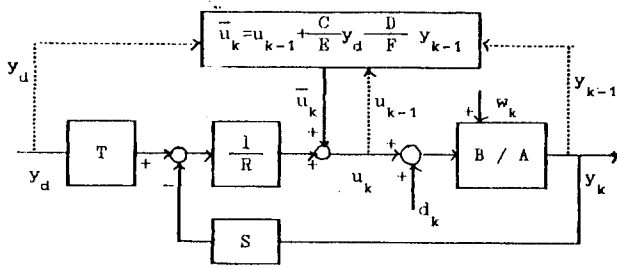 ū_k = u_{k-1} + C/E y_d D/F y_{k-1}
y_d
y_{k-1}
ū_k
u_{k-1}
w_k
+
+
T
+
−
1
R
+
+
+
B / A
y_d
u_k
+
d_k
y_k
S